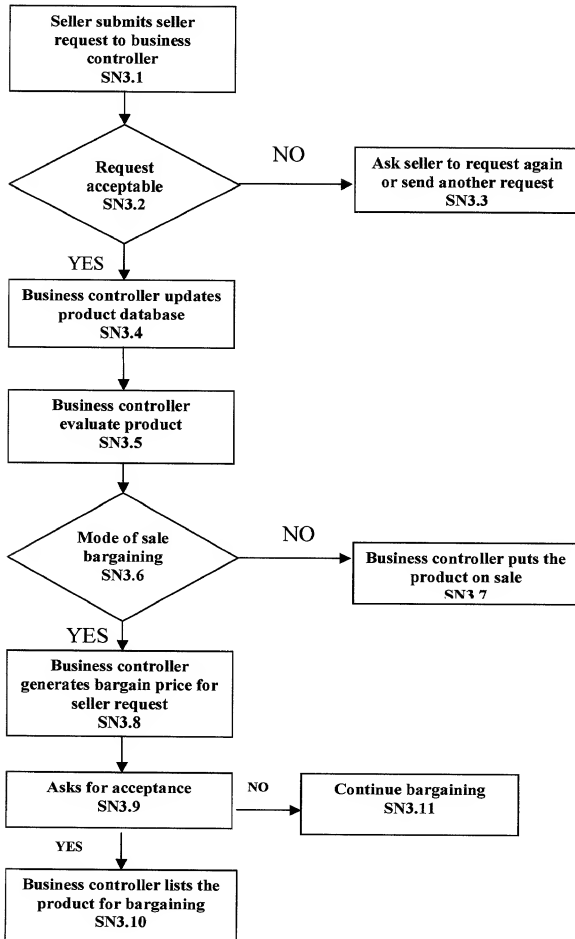 Seller submits seller
request to business
controller
SN3.1
Request
acceptable
SN3.2
NO
Ask seller to request again
or send another request
SN3.3
YES
Business controller updates
product database
SN3.4
Business controller
evaluate product
SN3.5
Mode of sale
bargaining
SN3.6
NO
Business controller puts the
product on sale
SN3.7
YES
Business controller
generates bargain price for
seller request
SN3.8
Asks for acceptance
SN3.9
NO
Continue bargaining
SN3.11
YES
Business controller lists the
product for bargaining
SN3.10